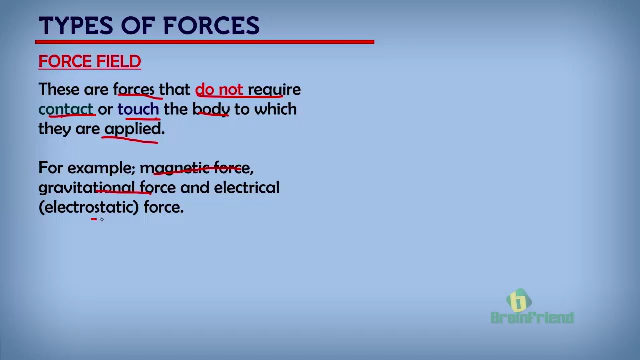 TYPES OF FORCES
FORCE FIELD
These are forces that do not require
contact or touch the body to which
they are applied.
For example; magnetic force,
gravitational force and electrical
(electrostatic) force.
BrainFriend